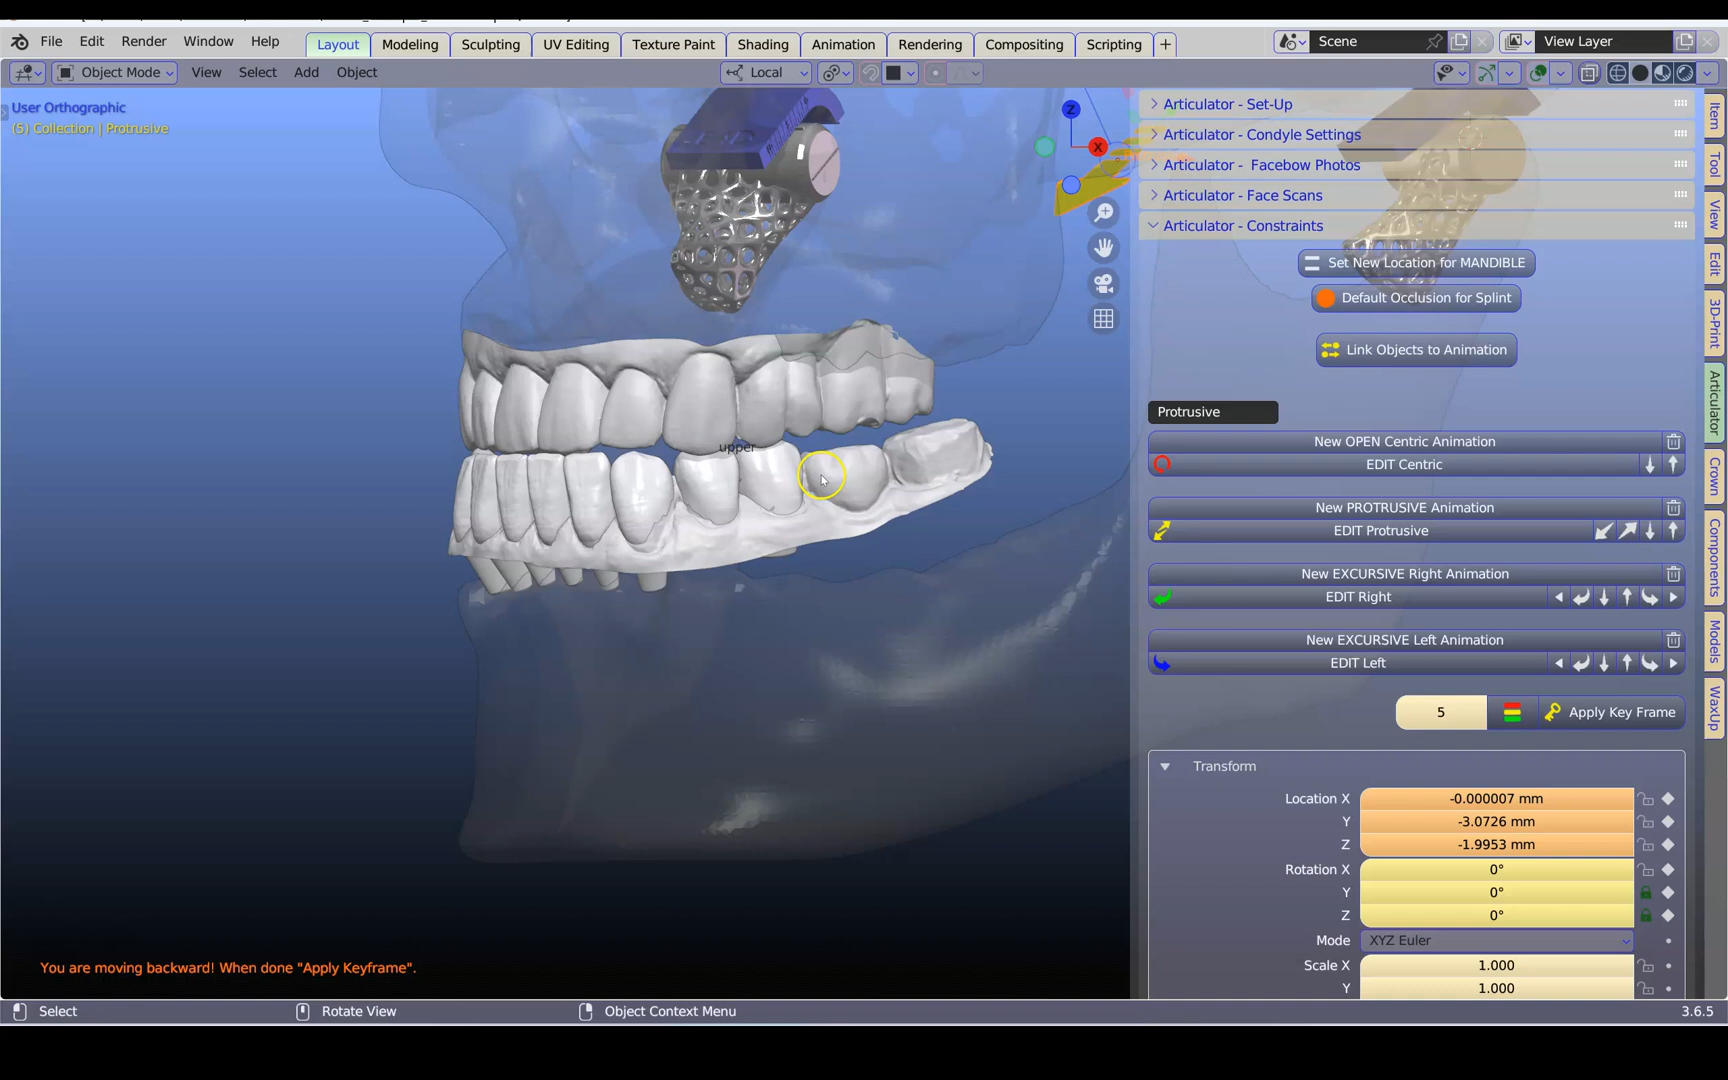 File Edit Render Window Help Layout Modeling Sculpting UV Editing Texture Paint Shading Animation Rendering Compositing Scripting + Scene View Layer
Object Mode View Select Add Object Local
User Orthographic
(5) Collection | Protrusive
Z
X
upper
Articulator - Set-Up
Articulator - Condyle Settings
Articulator - Facebow Photos
Articulator - Face Scans
Articulator - Constraints
Set New Location for MANDIBLE
Default Occlusion for Splint
Link Objects to Animation
Protrusive
New OPEN Centric Animation
EDIT Centric
New PROTRUSIVE Animation
EDIT Protrusive
New EXCURSIVE Right Animation
EDIT Right
New EXCURSIVE Left Animation
EDIT Left
5 Apply Key Frame
Transform
Location X -0.000007 mm
Y -3.0726 mm
Z -1.9953 mm
Rotation X 0°
Y 0°
Z 0°
Mode XYZ Euler
Scale X 1.000
Y 1.000
Item
Tool
View
Edit
3D-Print
Articulator
Crown
Components
Models
WaxUp
You are moving backward! When done "Apply Keyframe".
Select Rotate View Object Context Menu 3.6.5